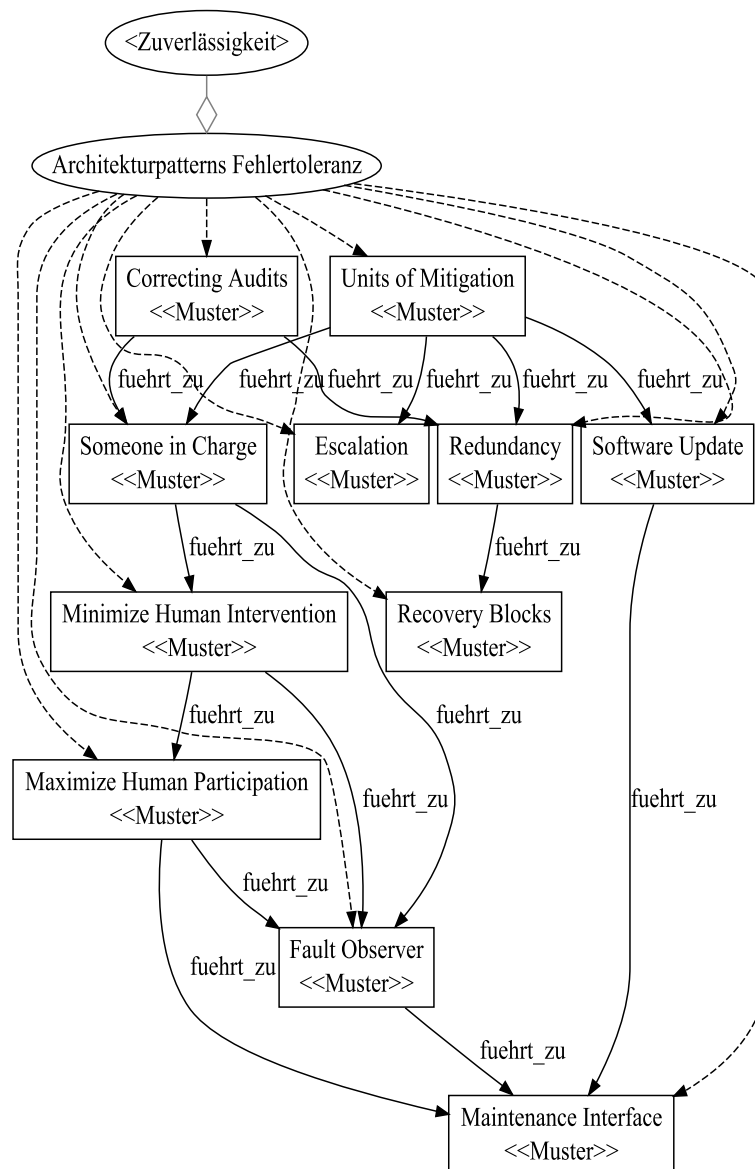 <Zuverlässigkeit>
Architekturpatterns Fehlertoleranz
Correcting Audits
<<Muster>>
Units of Mitigation
<<Muster>>
fuehrt_zu
fuehrt_zu
fuehrt_zu
fuehrt_zu
fuehrt_zu
fuehrt_zu
Someone in Charge
<<Muster>>
Escalation
<<Muster>>
Redundancy
<<Muster>>
Software Update
<<Muster>>
fuehrt_zu
fuehrt_zu
Minimize Human Intervention
<<Muster>>
Recovery Blocks
<<Muster>>
fuehrt_zu
fuehrt_zu
Maximize Human Participation
<<Muster>>
fuehrt_zu
fuehrt_zu
fuehrt_zu
Fault Observer
<<Muster>>
fuehrt_zu
fuehrt_zu
Maintenance Interface
<<Muster>>